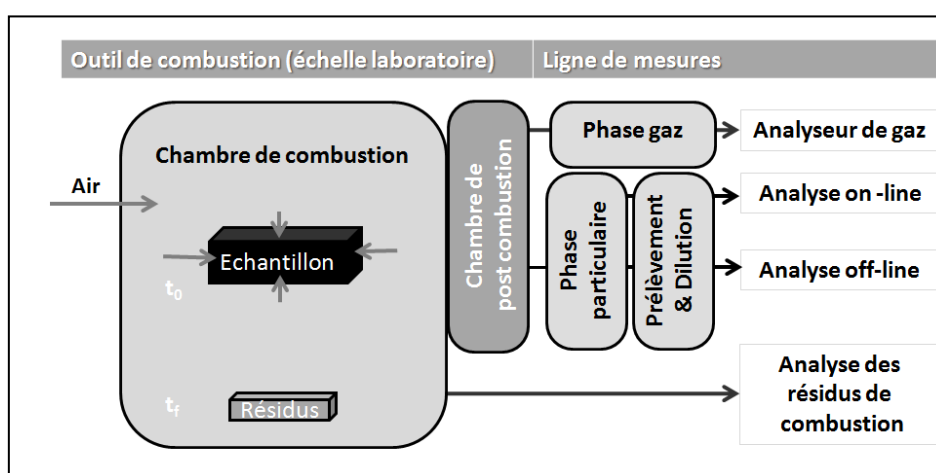 Outil de combustion (échelle laboratoire)
Ligne de mesures
Chambre de combustion
Air
Echantillon
t0
tf
Résidus
Chambre de
post combustion
Phase gaz
Phase
particulaire
Prélèvement
& Dilution
Analyseur de gaz
Analyse on -line
Analyse off-line
Analyse des
résidus de
combustion